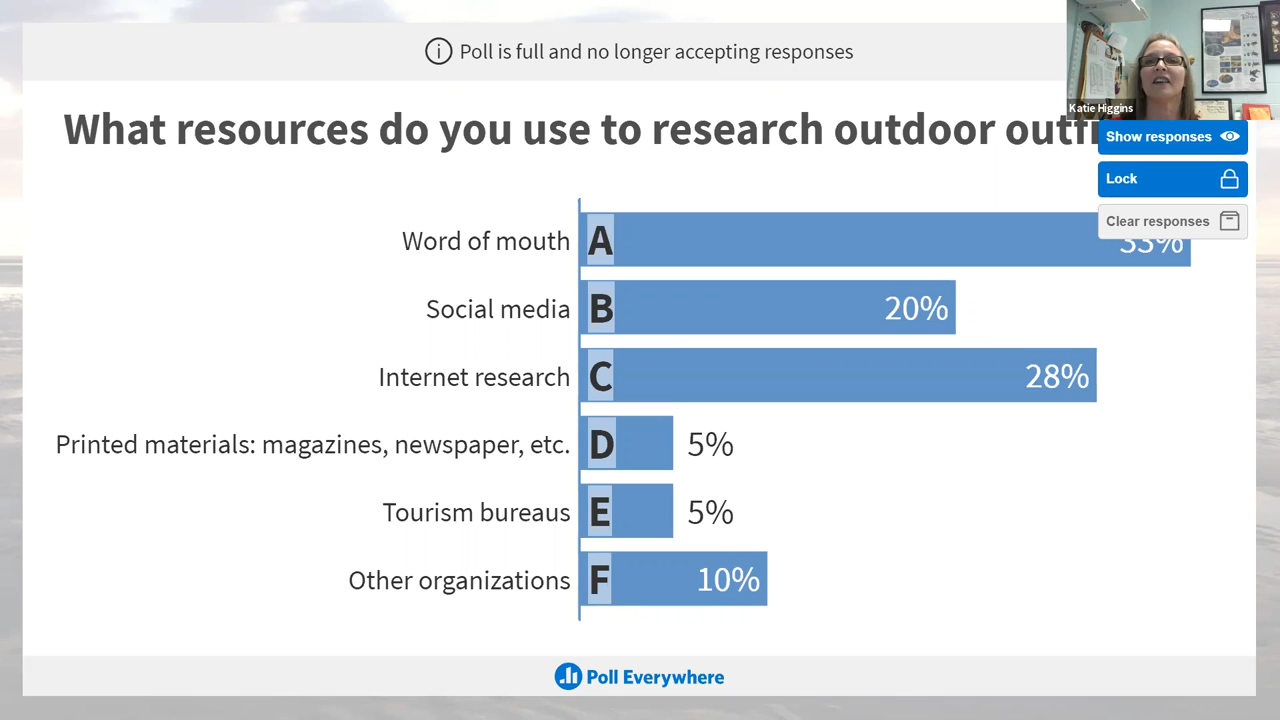 Poll is full and no longer accepting responses
Katie Higgins
What resources do you use to research outdoor
Show responses
Lock
Clear responses
Word of mouth A 33%
Social media B 20%
Internet research C 28%
Printed materials: magazines, newspaper, etc. D 5%
Tourism bureaus E 5%
Other organizations F 10%
Poll Everywhere